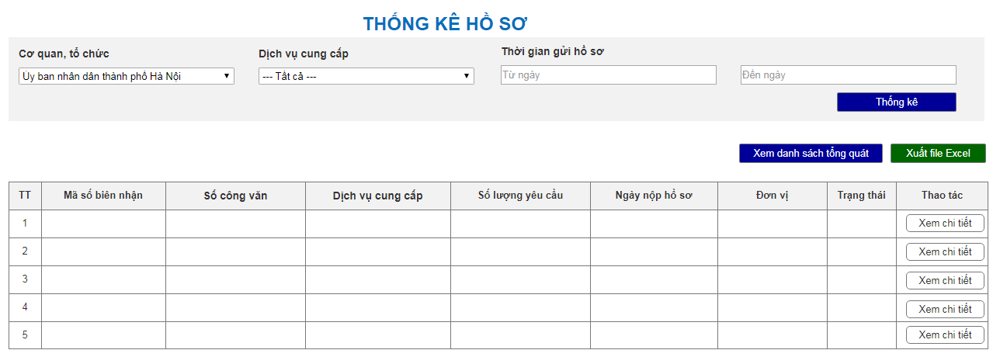 THỐNG KÊ HỒ SƠ
Cơ quan, tổ chức
Dịch vụ cung cấp
Thời gian gửi hồ sơ
Ủy ban nhân dân thành phố Hà Nội
--- Tất cả ---
Từ ngày
Đến ngày
Thống kê
Xem danh sách tổng quát
Xuất file Excel
TT Mã số biên nhận Số công văn Dịch vụ cung cấp Số lượng yêu cầu Ngày nộp hồ sơ Đơn vị Trạng thái Thao tác
1 Xem chi tiết
2 Xem chi tiết
3 Xem chi tiết
4 Xem chi tiết
5 Xem chi tiết